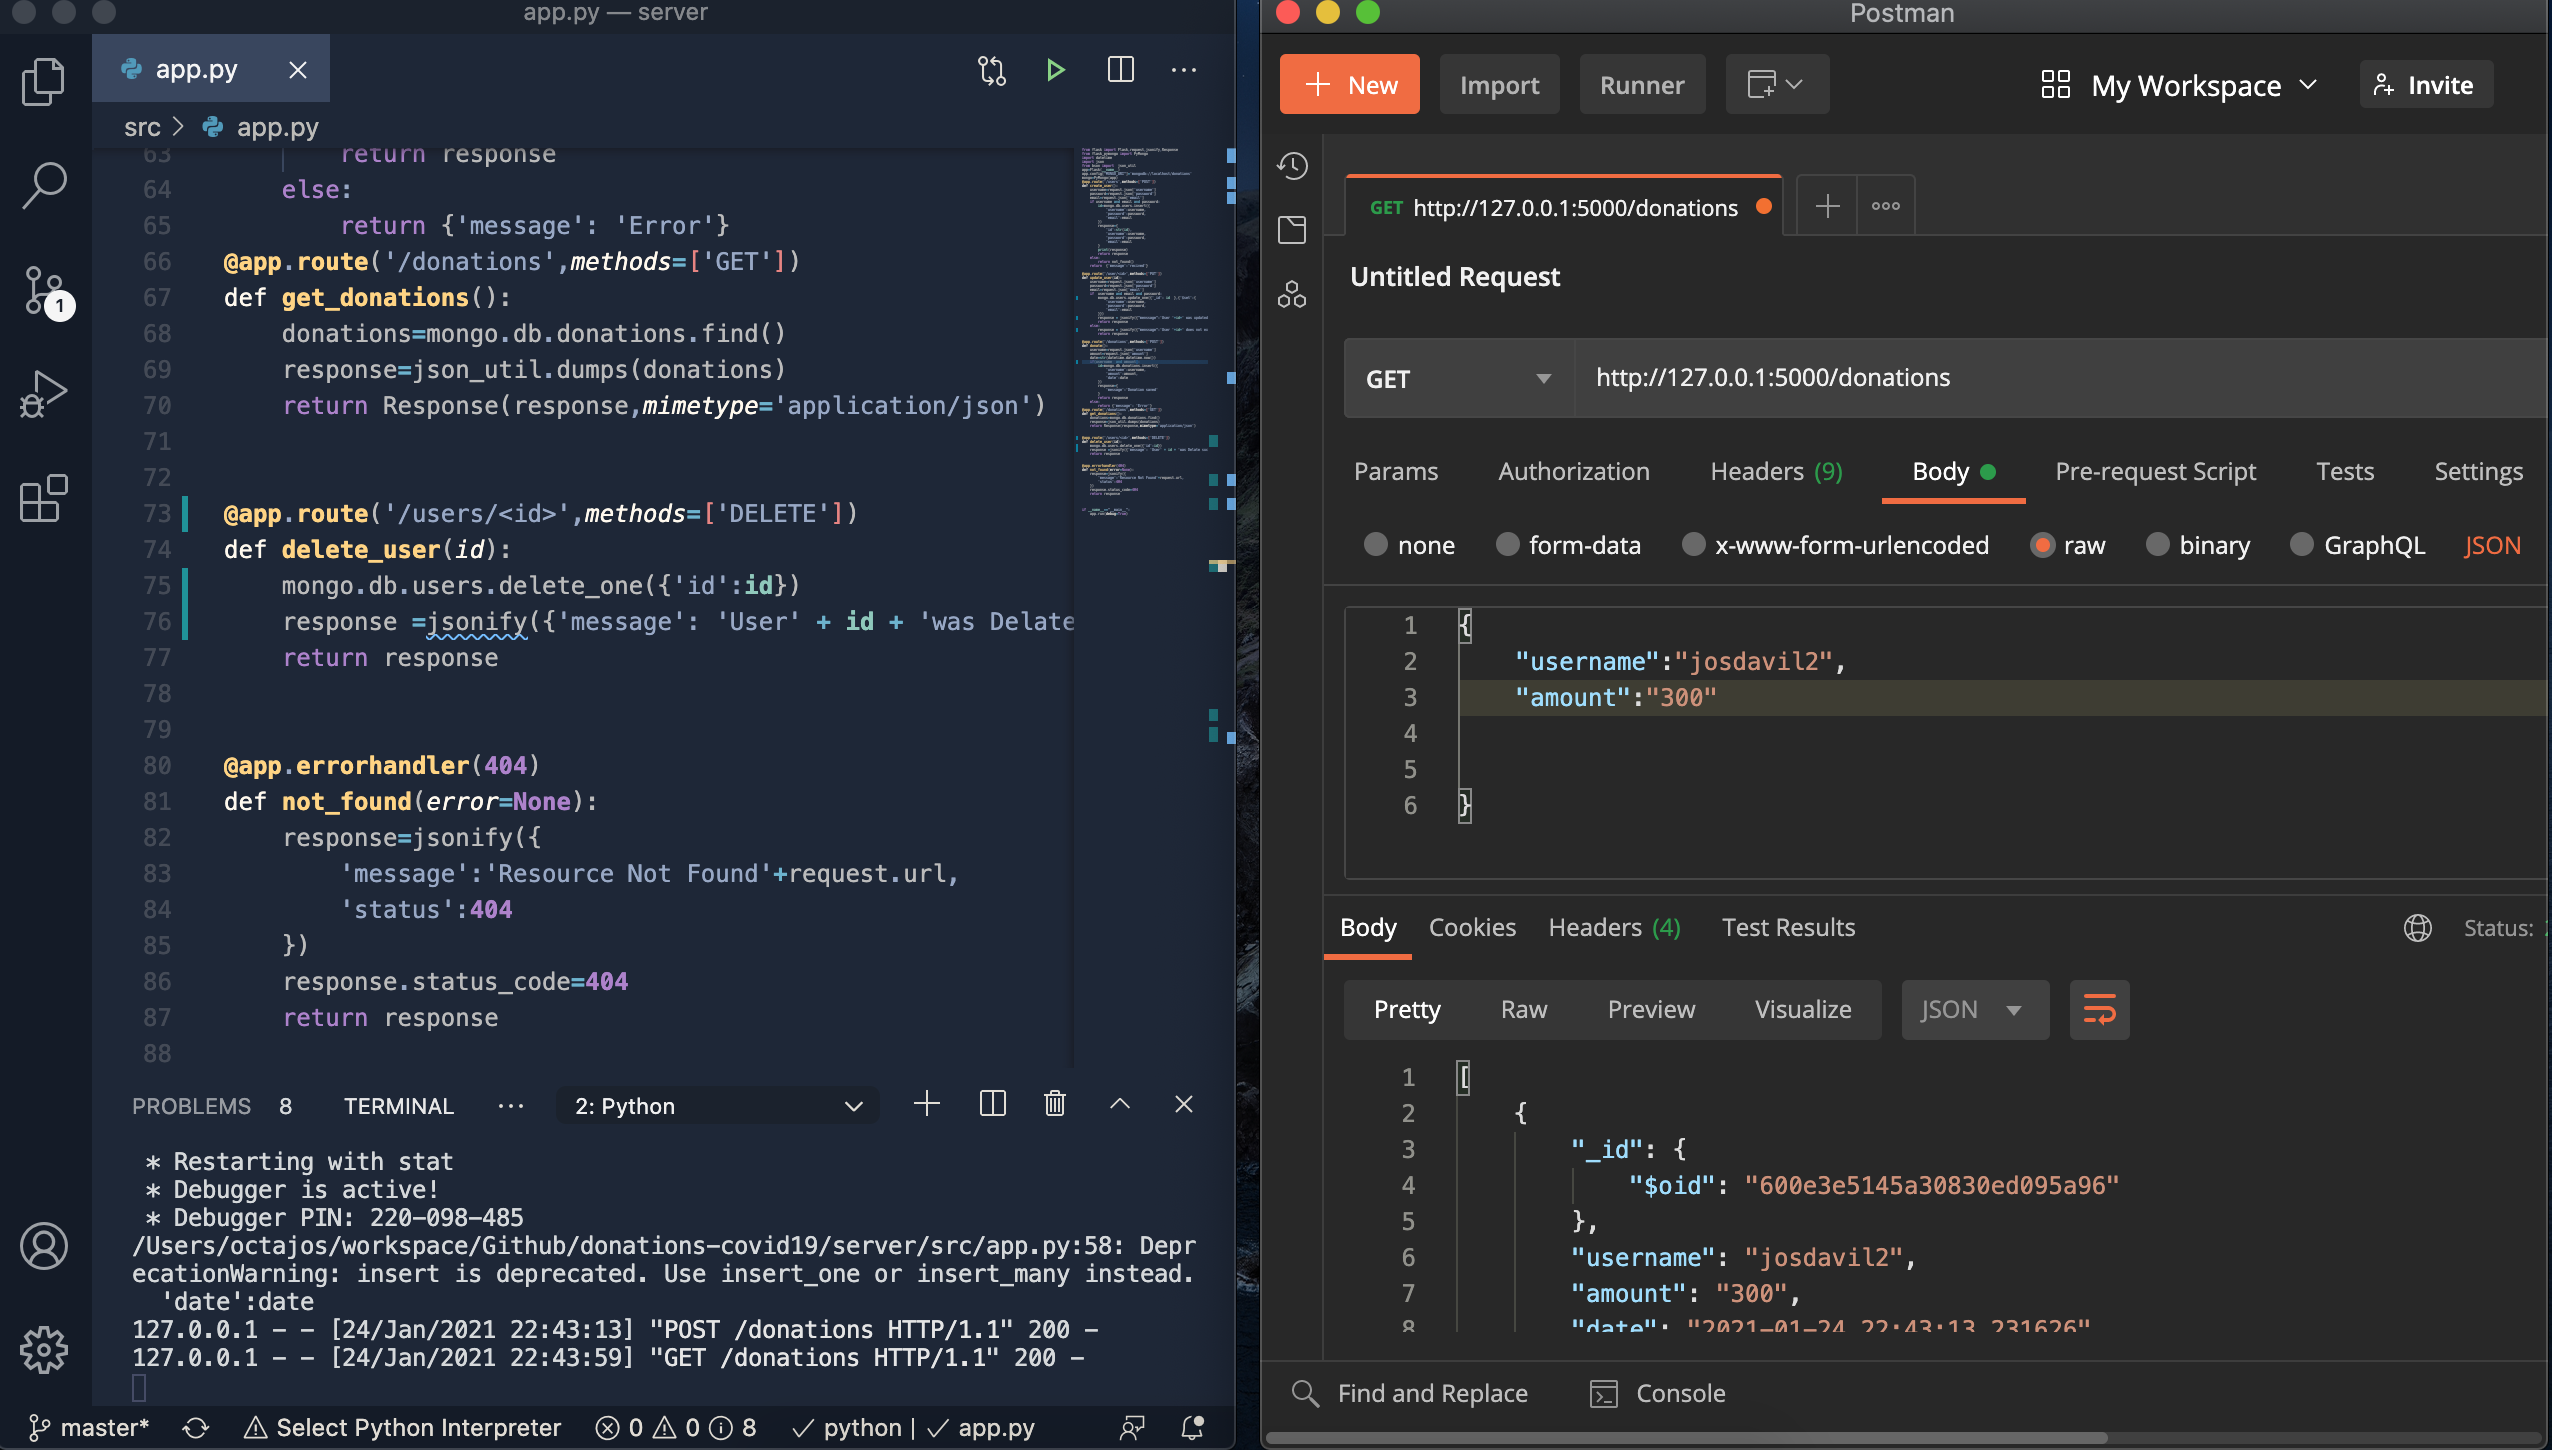 app.py — server
app.py
src > app.py
63 return response
64 else:
65 return {'message': 'Error'}
66 @app.route('/donations',methods=['GET'])
67 def get_donations():
68 donations=mongo.db.donations.find()
69 response=json_util.dumps(donations)
70 return Response(response,mimetype='application/json')
71
72
73 @app.route('/users/<id>',methods=['DELETE'])
74 def delete_user(id):
75 mongo.db.users.delete_one({'id':id})
76 response =jsonify({'message': 'User' + id + 'was Delate
77 return response
78
79
80 @app.errorhandler(404)
81 def not_found(error=None):
82 response=jsonify({
83 'message':'Resource Not Found'+request.url,
84 'status':404
85 })
86 response.status_code=404
87 return response
88
1
PROBLEMS 8 TERMINAL ··· 2: Python
* Restarting with stat
* Debugger is active!
* Debugger PIN: 220-098-485
/Users/octajos/workspace/Github/donations-covid19/server/src/app.py:58: Depr
ecationWarning: insert is deprecated. Use insert_one or insert_many instead.
'date':date
127.0.0.1 - - [24/Jan/2021 22:43:13] "POST /donations HTTP/1.1" 200 -
127.0.0.1 - - [24/Jan/2021 22:43:59] "GET /donations HTTP/1.1" 200 -
master* Select Python Interpreter 0 0 8 python | app.py
Postman
+ New Import Runner My Workspace Invite
GET http://127.0.0.1:5000/donations
Untitled Request
GET http://127.0.0.1:5000/donations
Params Authorization Headers (9) Body Pre-request Script Tests Settings
none form-data x-www-form-urlencoded raw binary GraphQL JSON
1 {
2 "username":"josdavil2",
3 "amount":"300"
4
5
6 }
Body Cookies Headers (4) Test Results Status:
Pretty Raw Preview Visualize JSON
1 [
2 {
3 "_id": {
4 "$oid": "600e3e5145a30830ed095a96"
5 },
6 "username": "josdavil2",
7 "amount": "300",
8 "date": "2021-01-24 22:43:13.231626"
Find and Replace Console